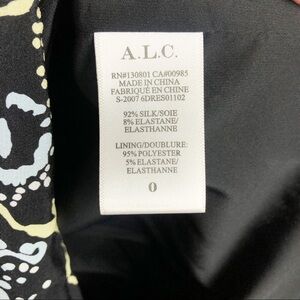 A.L.C.
RN#130801 CA#00985
MADE IN CHINA
FABRIQUÉ EN CHINE
S-2007 6DRES01102
92% SILK/SOIE
8% ELASTANE/
ELASTHANNE
LINING/DOUBLURE:
95% POLYESTER
5% ELASTANE/
ELASTHANNE
0